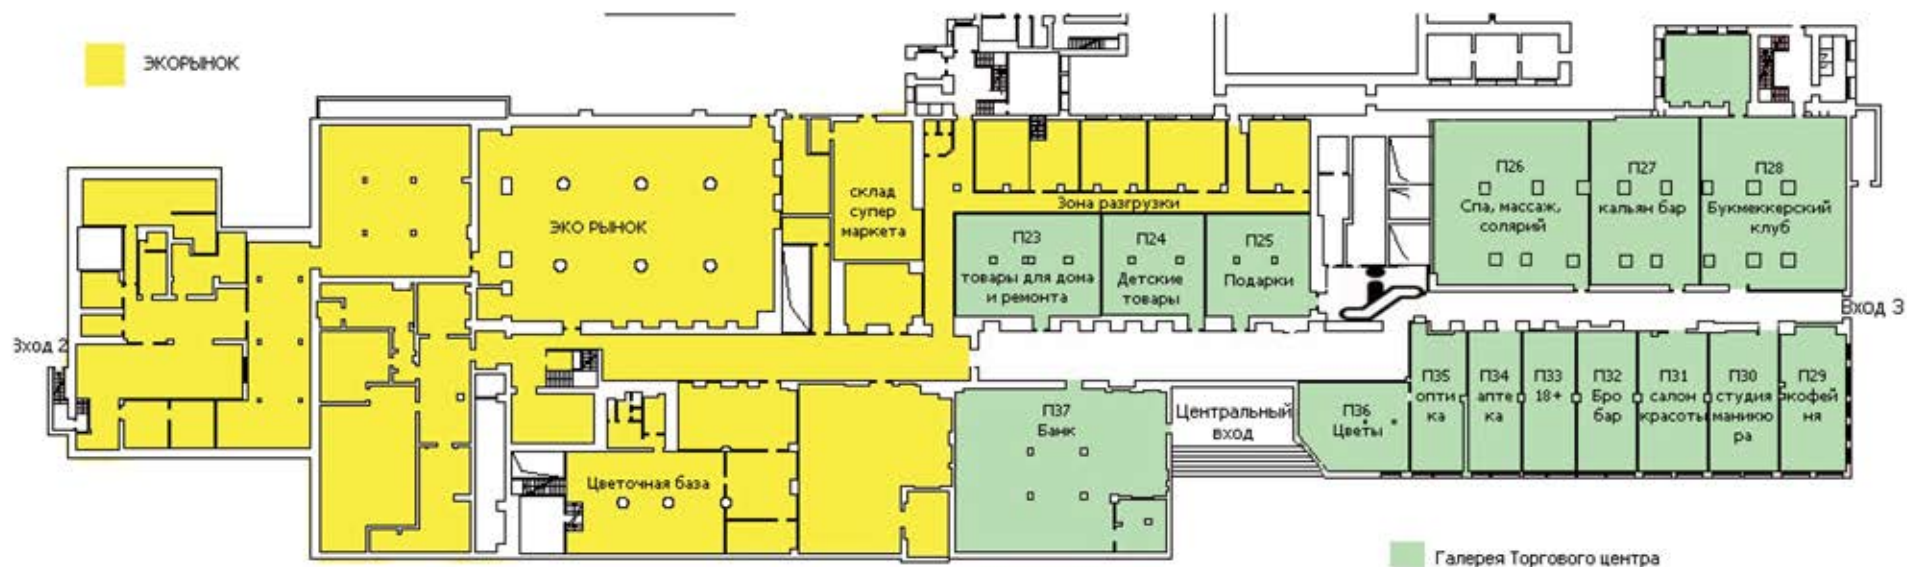 ЭКОРЫНОК
ЭКО РЫНОК
склад
супер
маркета
Зона разгрузки
П23
товары для дома
и ремонта
П24
Детские
товары
П25
Подарки
П26
Спа, массаж,
солярий
П27
кальян бар
П28
Букмеккерский
клуб
Вход 2
Вход 3
Цветочная база
П37
Банк
Центральный
вход
П36
Цветы
П35
опти
ка
П34
апте
ка
П33
18+
П32
Бро
бар
П31
салон
красоты
П30
студия
маникю
ра
П29
кофей
ня
Галерея Торгового центра